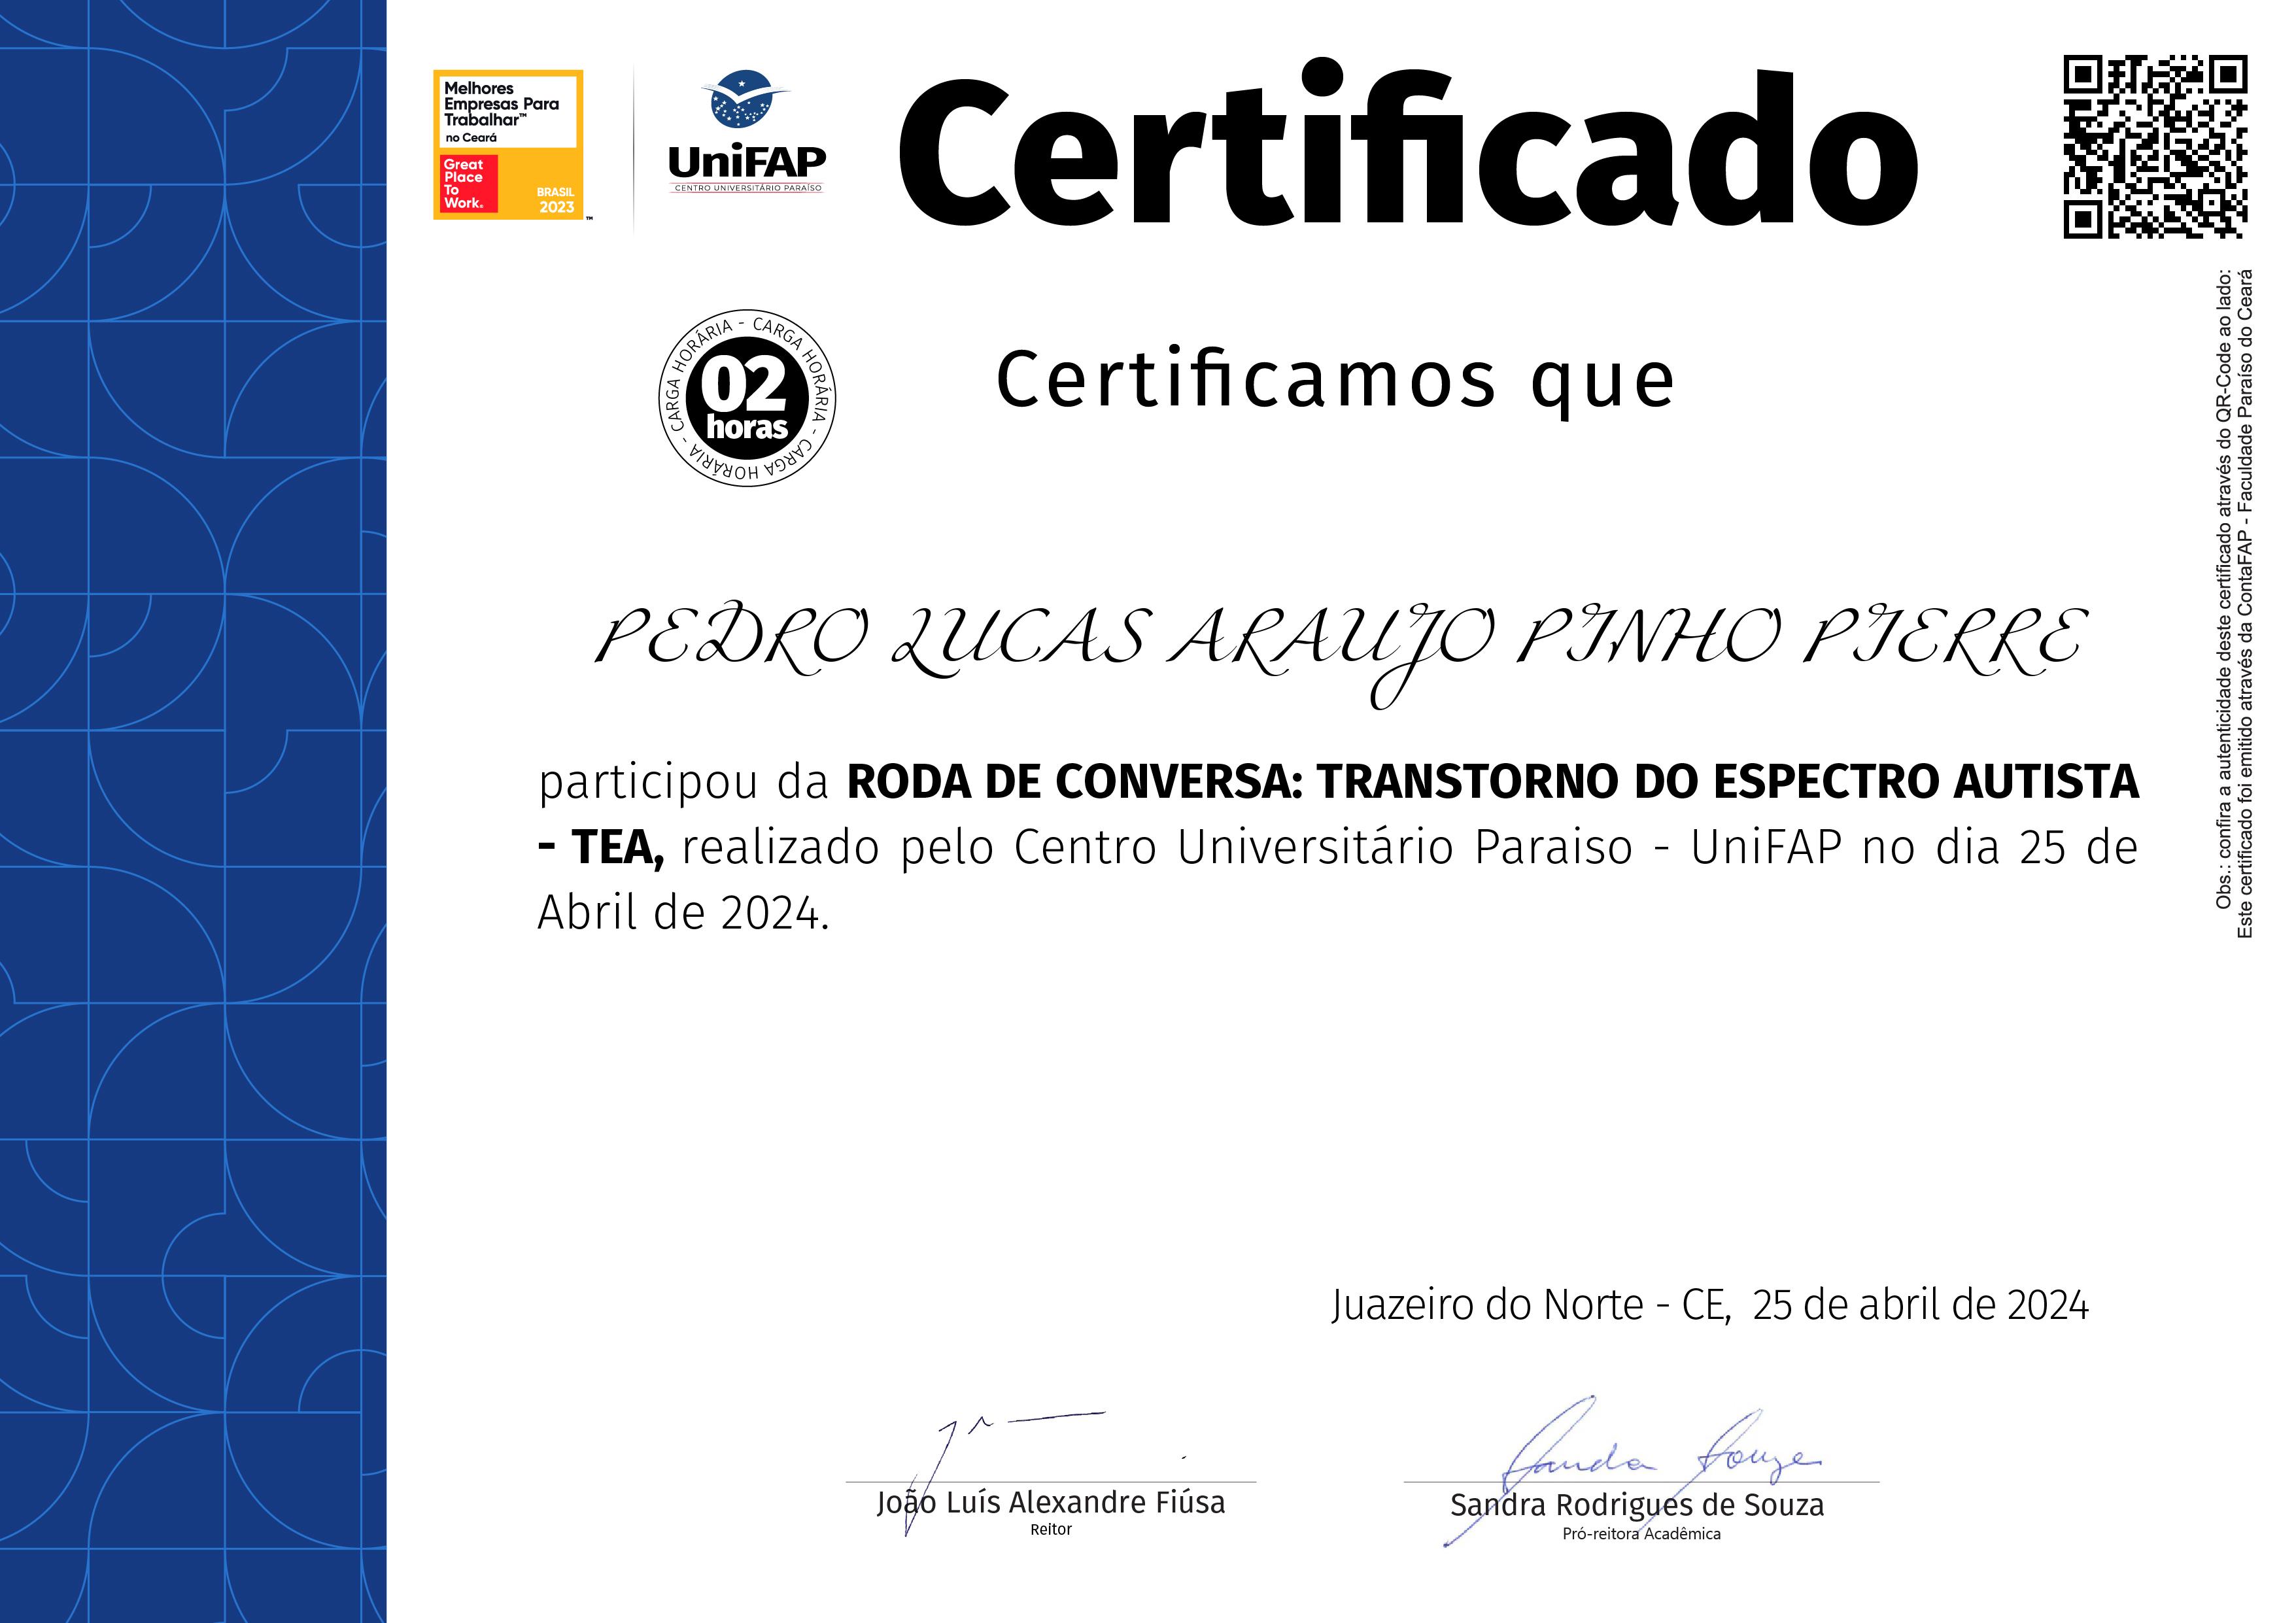 Melhores
Empresas Para
Trabalhar™
no Ceará
Great
Place
To
Work.
BRASIL
2023
™
UniFAP
CENTRO UNIVERSITÁRIO PARAÍSO
Certificado
CARGA HORÁRIA - CARGA HORÁRIA - CARGA HORÁRIA -
02
horas
Certificamos que
PEDRO LUCAS ARAUJO PINHO PIERRE
participou da RODA DE CONVERSA: TRANSTORNO DO ESPECTRO AUTISTA
- TEA, realizado pelo Centro Universitário Paraiso - UniFAP no dia 25 de
Abril de 2024.
Obs.: confira a autenticidade deste certificado através do QR-Code ao lado:
Este certificado foi emitido através da ContaFAP - Faculdade Paraíso do Ceará
Juazeiro do Norte - CE, 25 de abril de 2024
Sanda Souza
João Luís Alexandre Fiúsa
Reitor
Sandra Rodrigues de Souza
Pró-reitora Acadêmica